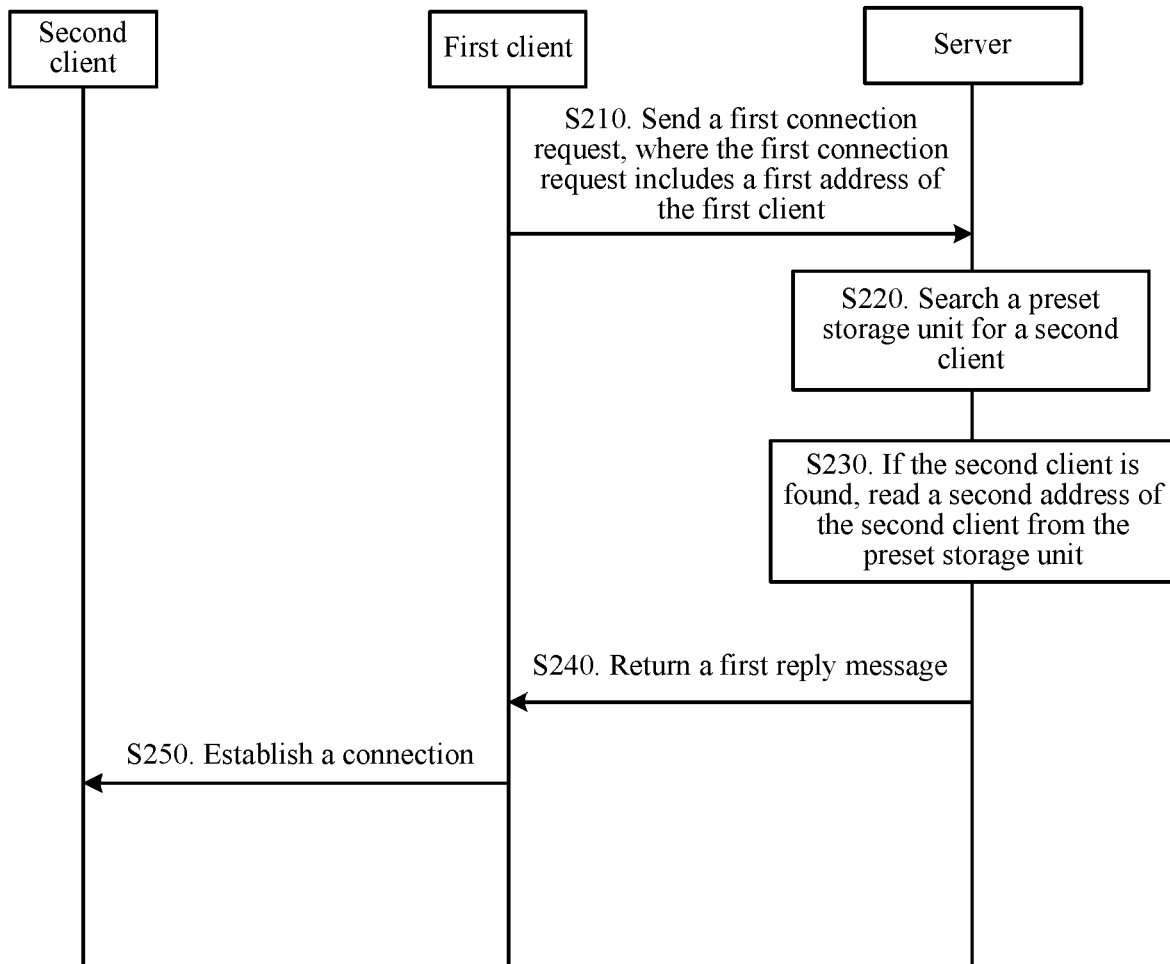 Second
client
First client
Server
S210. Send a first connection
request, where the first connection
request includes a first address of
the first client
S220. Search a preset
storage unit for a second
client
S230. If the second client is
found, read a second address of
the second client from the
preset storage unit
S240. Return a first reply message
S250. Establish a connection